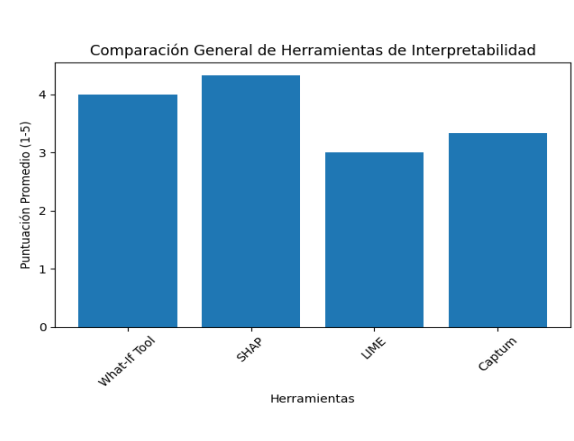 Comparación General de Herramientas de Interpretabilidad
Puntuación Promedio (1-5)
4
3
2
1
0
What-If Tool
SHAP
LIME
Captum
Herramientas